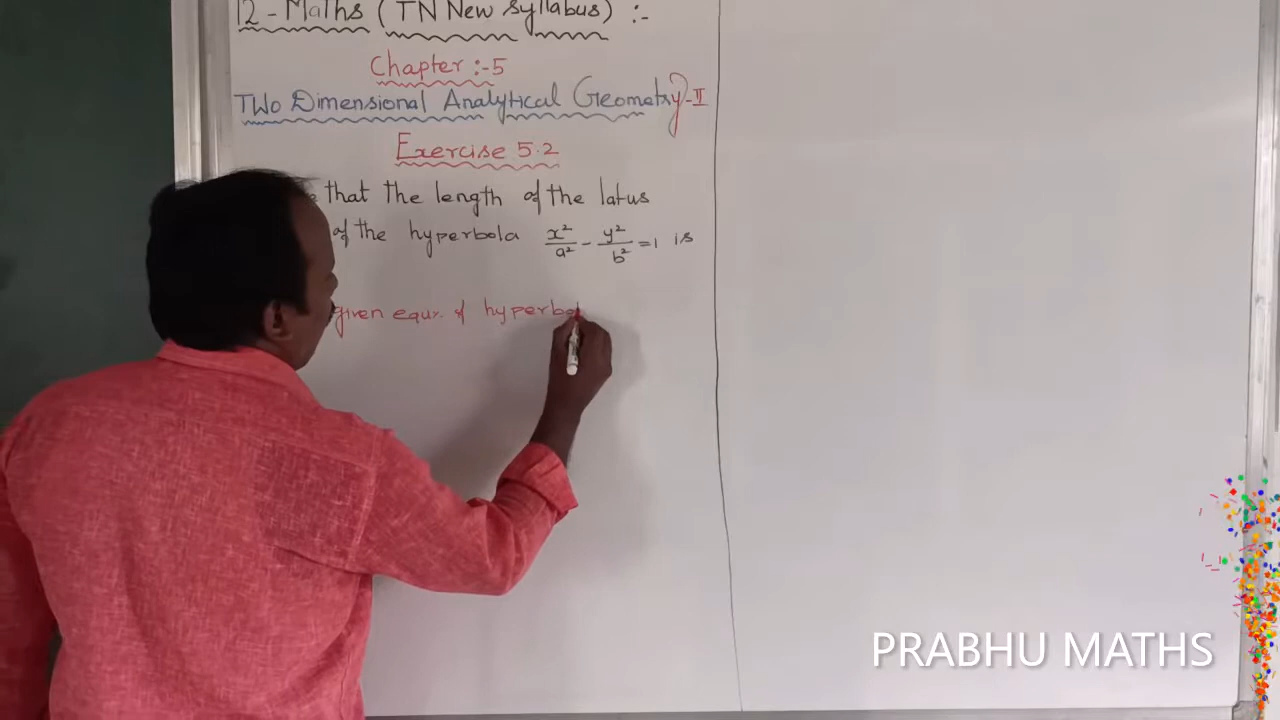 12 - Maths ( TN New Syllabus) :-
Chapter :-5
TWO Dimensional Analytical Geometry-II
Exercise 5.2
that the length of the latus
of the hyperbola x²/a² - y²/b² = 1 is
given equn. of hyperbo
PRABHU MATHS